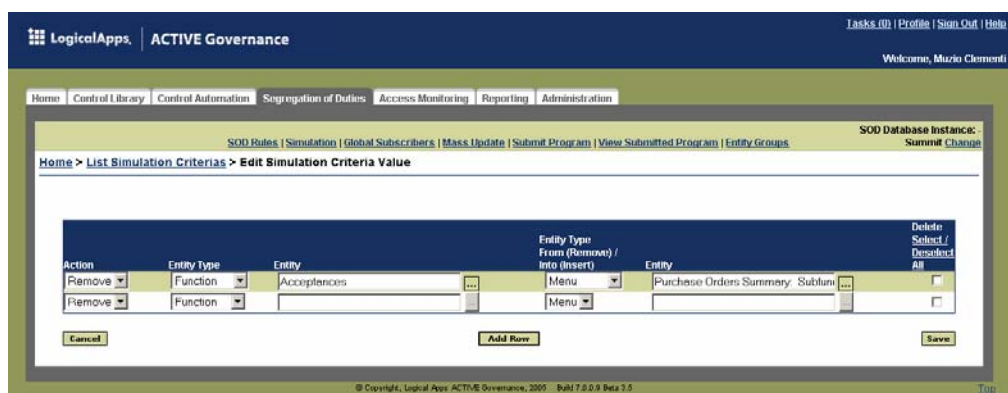 Tasks (0) | Profile | Sign Out | Help
LogicalApps. ACTIVE Governance
Welcome, Muzio Clementi
Home Control Library Control Automation Segregation of Duties Access Monitoring Reporting Administration
SOD Database Instance: -
SOD Rules | Simulation | Global Subscribers | Mass Update | Submit Program | View Submitted Program | Entity Groups Summit Change
Home > List Simulation Criterias > Edit Simulation Criteria Value
Delete
Entity Type Select /
From (Remove) / Deselect
Action Entity Type Entity Into (Insert) Entity All
Remove Function Acceptances ... Menu Purchase Orders Summary: Subfun ...
Remove Function ... Menu ...
Cancel Add Row Save
© Copyright, Logical Apps ACTIVE Governance, 2005 Build 7.0.0.9 Beta 3.5 Top